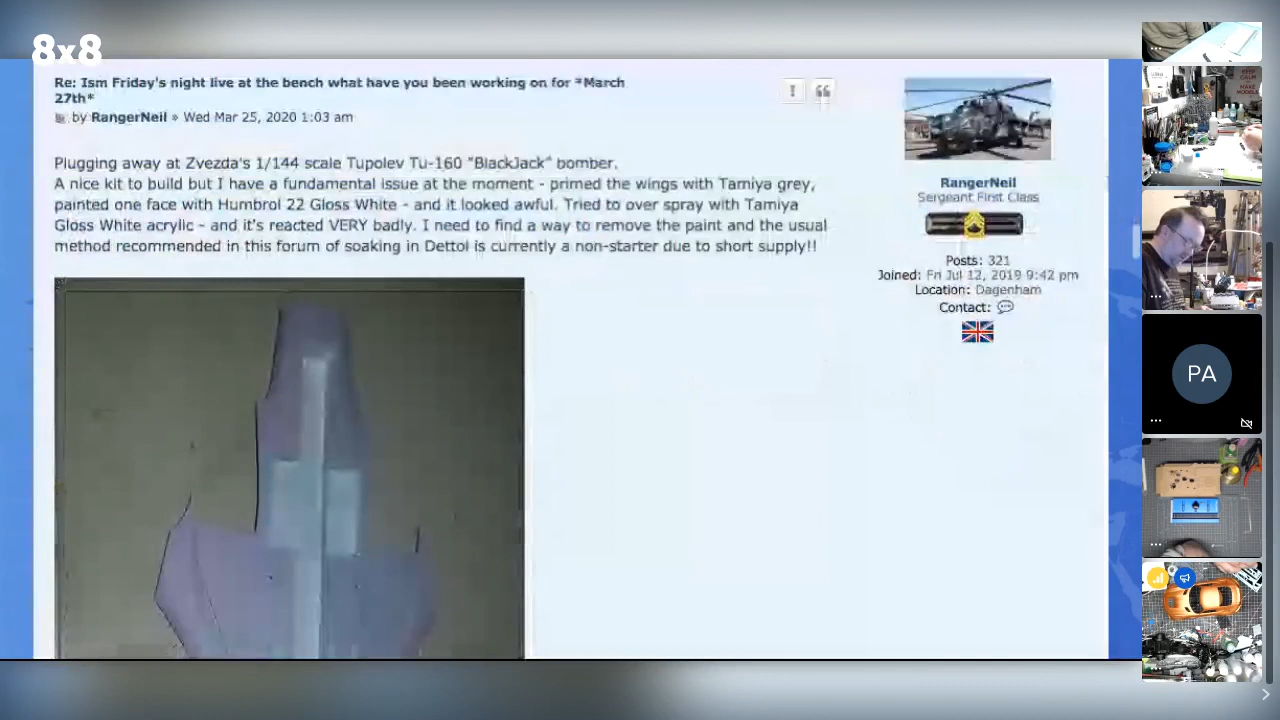 8x8
Re: Ism Friday's night live at the bench what have you been working on for *March
27th*
by RangerNeil » Wed Mar 25, 2020 1:03 am
Plugging away at Zvezda's 1/144 scale Tupolev Tu-160 "BlackJack" bomber.
A nice kit to build but I have a fundamental issue at the moment - primed the wings with Tamiya grey,
painted one face with Humbrol 22 Gloss White - and it looked awful. Tried to over spray with Tamiya
Gloss White acrylic - and it's reacted VERY badly. I need to find a way to remove the paint and the usual
method recommended in this forum of soaking in Dettol is currently a non-starter due to short supply!!
RangerNeil
Sergeant First Class
Posts: 321
Joined: Fri Jul 12, 2019 9:42 pm
Location: Dagenham
Contact:
KEEP
CALM
MAKE
MODELS
PA